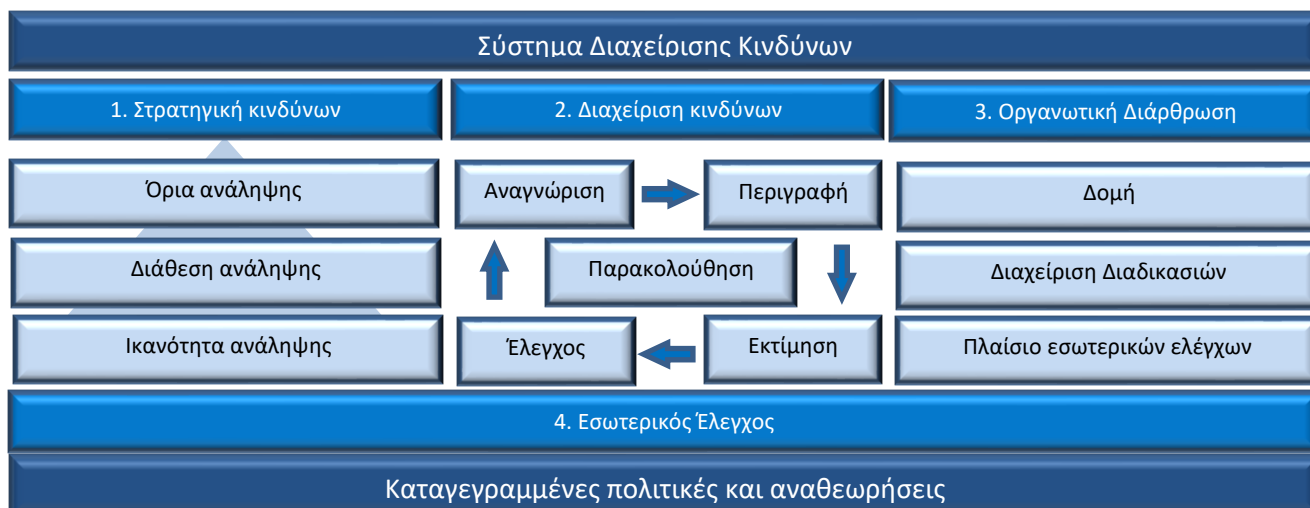 Σύστημα Διαχείρισης Κινδύνων
1. Στρατηγική κινδύνων
2. Διαχείριση κινδύνων
3. Οργανωτική Διάρθρωση
Όρια ανάληψης
Αναγνώριση
Περιγραφή
Δομή
Διάθεση ανάληψης
Παρακολούθηση
Διαχείριση Διαδικασιών
Ικανότητα ανάληψης
Έλεγχος
Εκτίμηση
Πλαίσιο εσωτερικών ελέγχων
4. Εσωτερικός Έλεγχος
Καταγεγραμμένες πολιτικές και αναθεωρήσεις